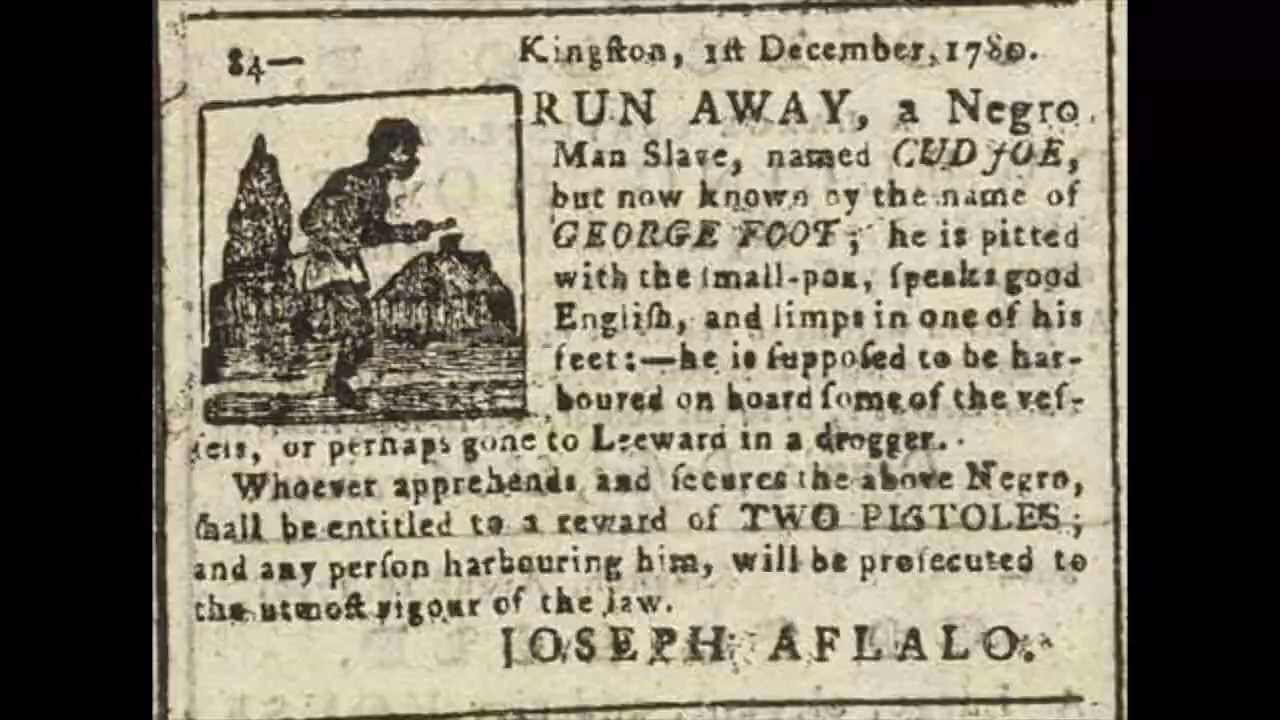 84—
Kingſton, 1ſt December, 1780.
RUN AWAY, a Negro
Man Slave, named CUDJOE,
but now known by the name of
GEORGE FOOT; he is pitted
with the ſmall-pox, ſpeaks good
Engliſh, and limps in one of his
feet:—he is ſuppoſed to be har-
boured on board ſome of the veſ-
ſels, or perhaps gone to Leeward in a drogger.
Whoever apprehends and ſecures the above Negro,
ſhall be entitled to a reward of TWO PISTOLES;
and any perſon harbouring him, will be proſecuted to
the utmoſt rigour of the law.
JOSEPH AFLALO.